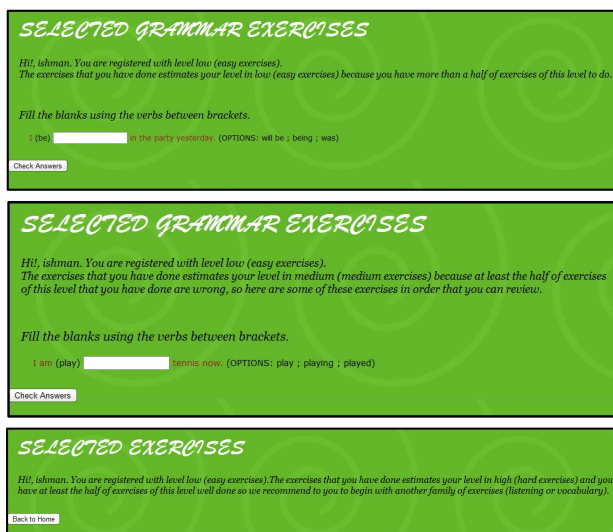 SELECTED GRAMMAR EXERCISES
Hi!, ishman. You are registered with level low (easy exercises).
The exercises that you have done estimates your level in low (easy exercises) because you have more than a half of exercises of this level to do.
Fill the blanks using the verbs between brackets.
I (be) in the party yesterday. (OPTIONS: will be ; being ; was)
Check Answers
SELECTED GRAMMAR EXERCISES
Hi!, ishman. You are registered with level low (easy exercises).
The exercises that you have done estimates your level in medium (medium exercises) because at least the half of exercises
of this level that you have done are wrong, so here are some of these exercises in order that you can review.
Fill the blanks using the verbs between brackets.
I am (play) tennis now. (OPTIONS: play ; playing ; played)
Check Answers
SELECTED EXERCISES
Hi!, ishman. You are registered with level low (easy exercises).The exercises that you have done estimates your level in high (hard exercises) and you
have at least the half of exercises of this level well done so we recommend to you to begin with another family of exercises (listening or vocabulary).
Back to Home